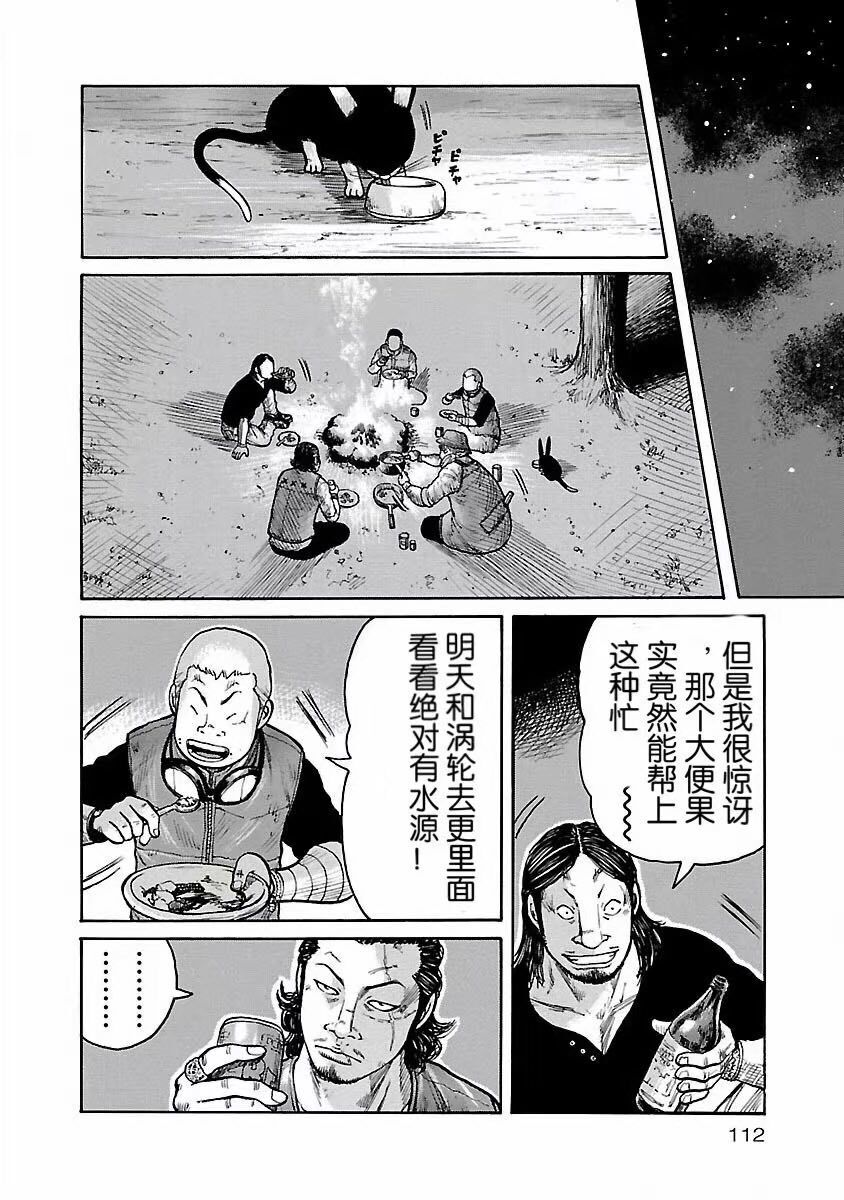 ピチャ
ピチャ
但是我很惊讶
，那个大便果
实竟然能帮上
这种忙
～
明天和涡轮去更里面
看看绝对有水源！
………
………
112